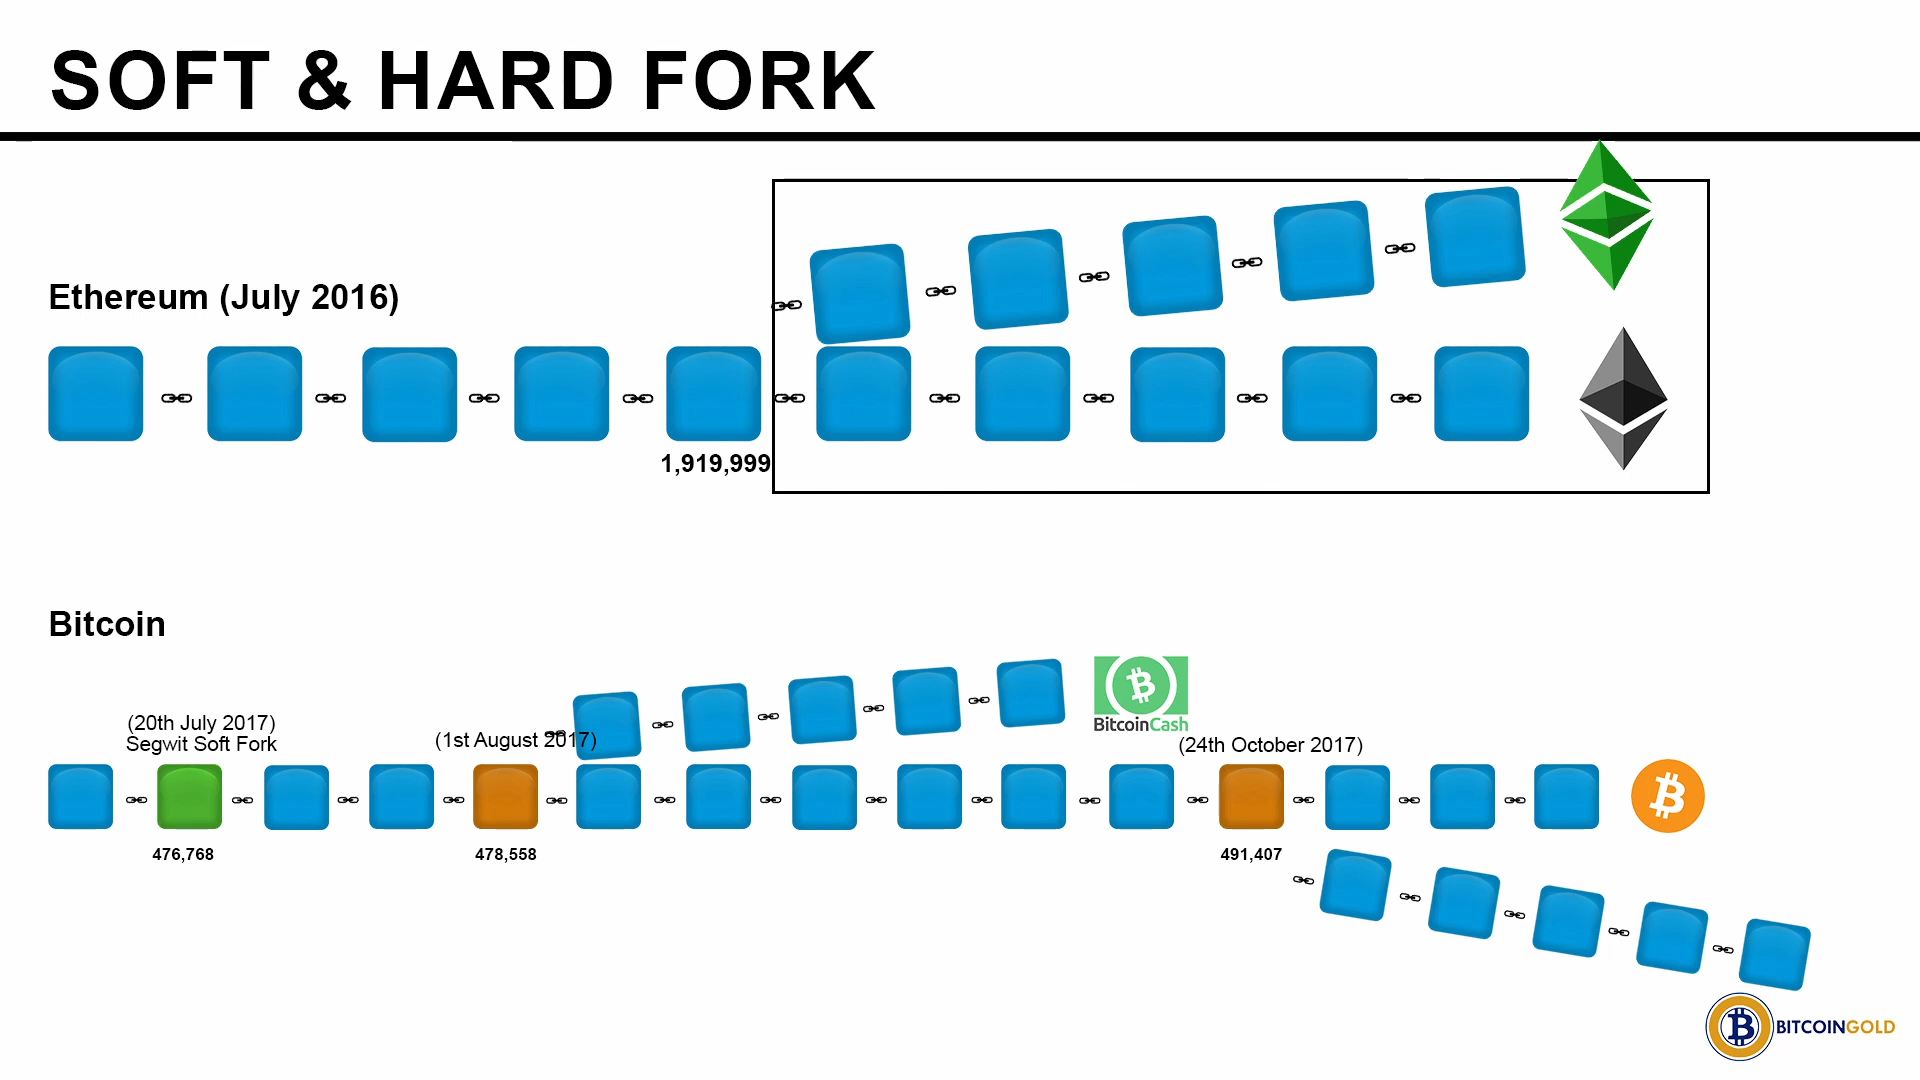 SOFT & HARD FORK
Ethereum (July 2016)
1,919,999
Bitcoin
(20th July 2017)
Segwit Soft Fork
(1st August 2017)
BitcoinCash
(24th October 2017)
476,768
478,558
491,407
BITCOINGOLD